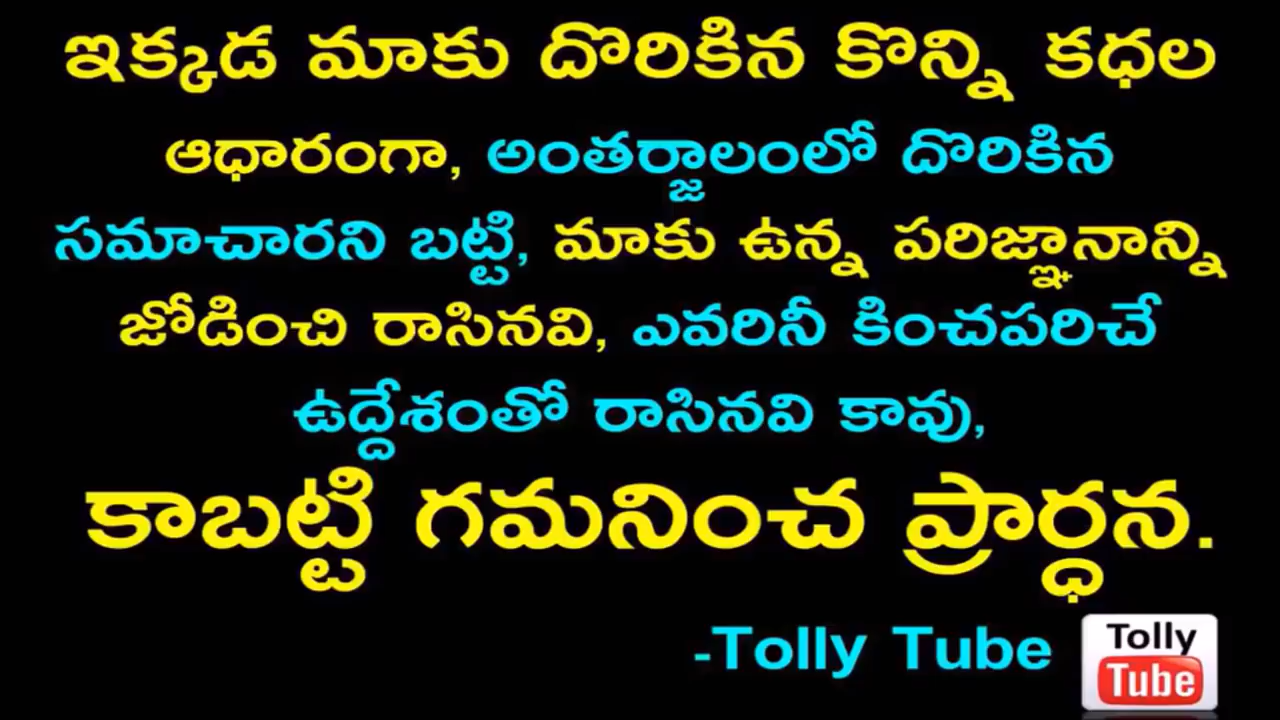 ఇక్కడ మాకు దొరికిన కొన్ని కధల
ఆధారంగా, అంతర్జాలంలో దొరికిన
సమాచారని బట్టి, మాకు ఉన్న పరిజ్ఞానాన్ని
జోడించి రాసినవి, ఎవరినీ కించపరిచే
ఉద్దేశంతో రాసినవి కావు,
కాబట్టి గమనించ ప్రార్ధన.
-Tolly Tube
Tolly
Tube